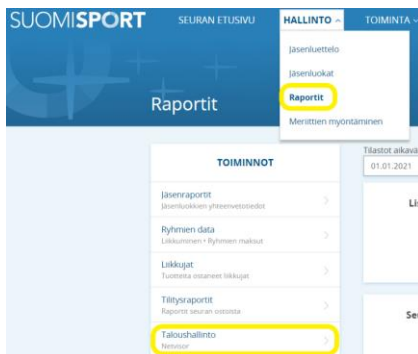 SUOMISPORT SEURAN ETUSIVU HALLINTO TOIMINTA
Jäsenluettelo
Jäsenluokat
Raportit
Raportit
Meriittien myöntäminen
TOIMINNOT
Tilastot aikavä
01.01.2021
Jäsenraportit
Jäsenluokkien yhteenvetotiedot
Li
Ryhmien data
Liikkuminen • Ryhmien maksut
Liikkujat
Tuotteita ostaneet liikkujat
Tilitysraportit
Raportit seuran ostoista
Seu
Taloushallinto
Netvisor